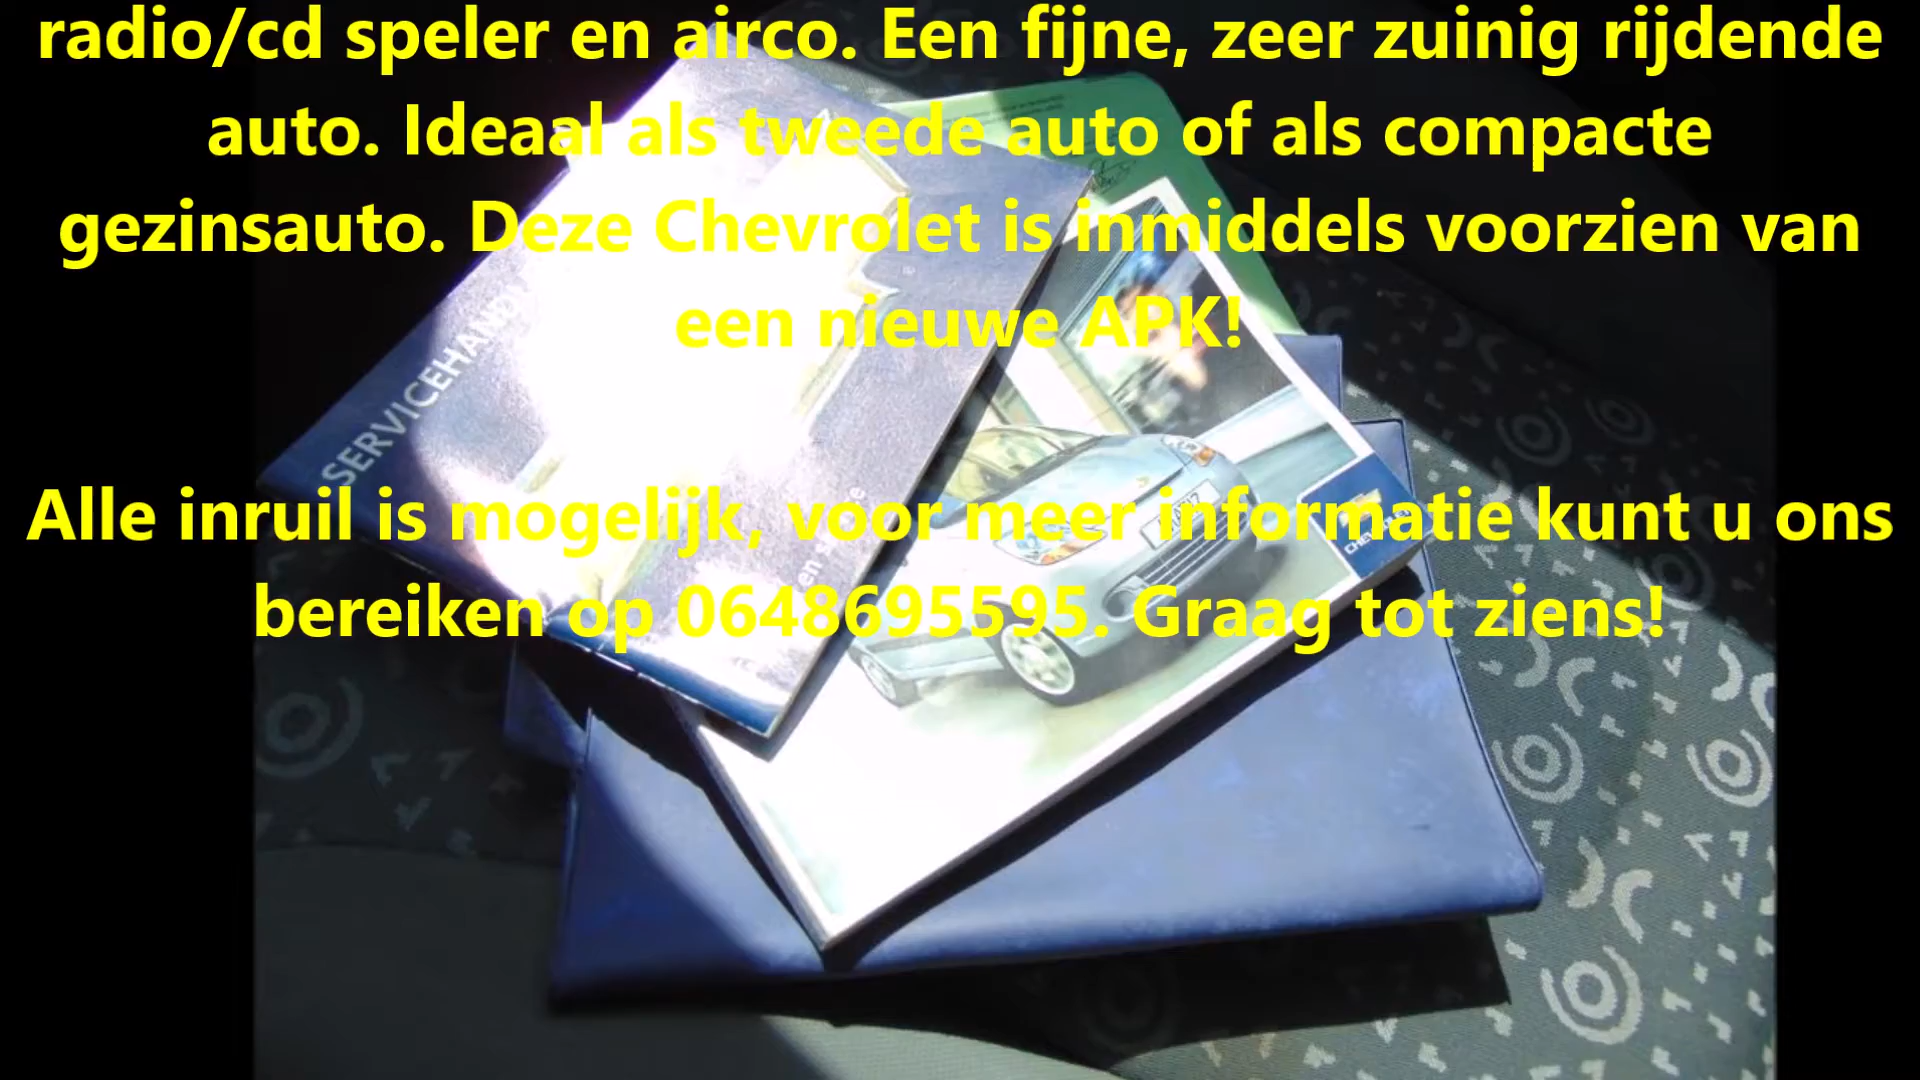 radio/cd speler en airco. Een fijne, zeer zuinig rijdende
auto. Ideaal als tweede auto of als compacte
gezinsauto. Deze Chevrolet is inmiddels voorzien van
een nieuwe APK!
Alle inruil is mogelijk, voor meer informatie kunt u ons
bereiken op 0648695595. Graag tot ziens!